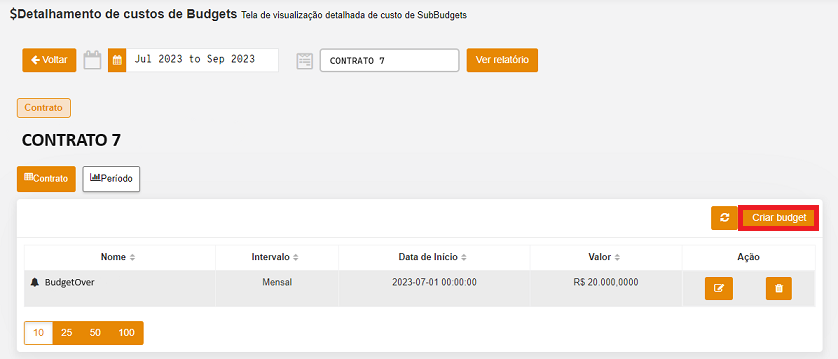 $Detalhamento de custos de Budgets Tela de visualização detalhada de custo de SubBudgets
Voltar Jul 2023 to Sep 2023 CONTRATO 7 Ver relatório
Contrato
CONTRATO 7
Contrato Período
Criar budget
Nome Intervalo Data de Início Valor Ação
BudgetOver Mensal 2023-07-01 00:00:00 R$ 20.000,0000
10 25 50 100